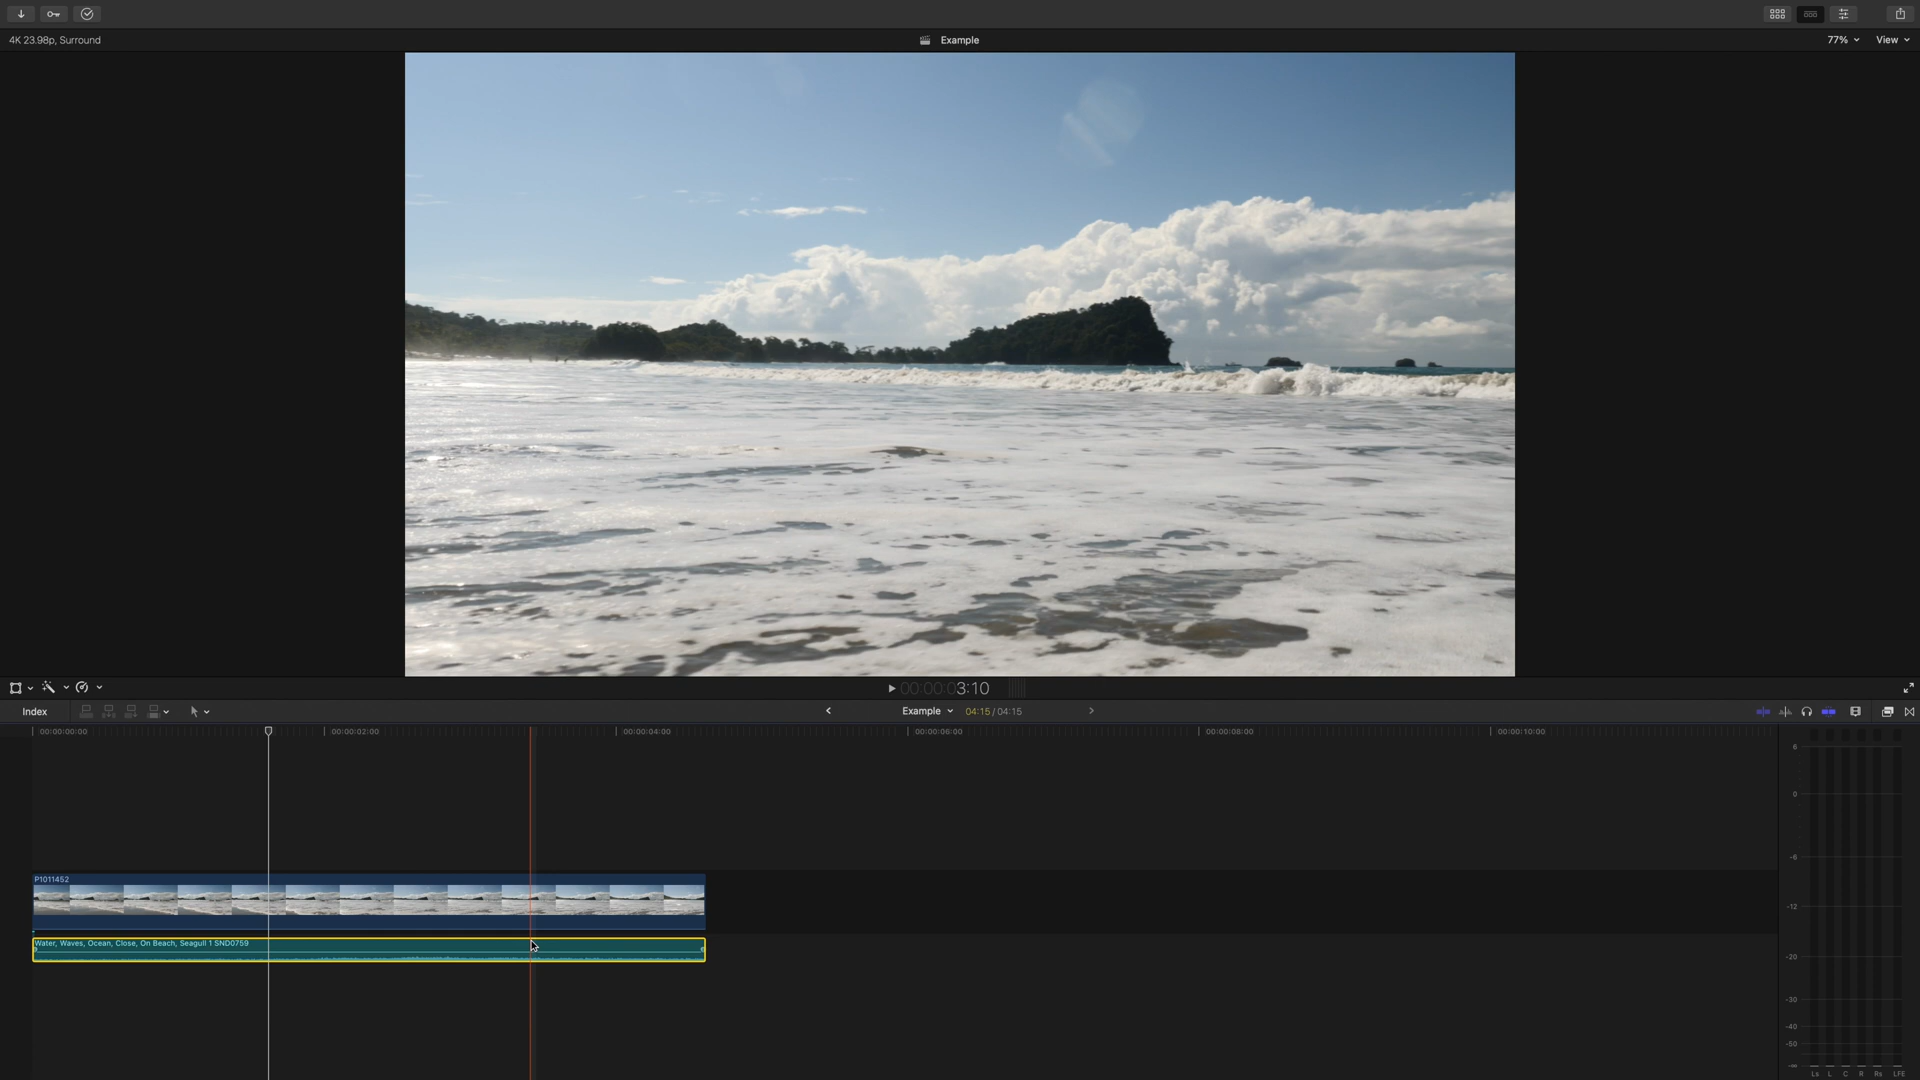 4K 23.98p, Surround
Example
77%
View
00:00:03:10
Index
Example
04:15 / 04:15
00:00:00:00
00:00:02:00
00:00:04:00
00:00:06:00
00:00:08:00
00:00:10:00
6
0
-6
-12
-20
-30
-40
-50
-∞
Ls L C R Rs LFE
P1011452
Water, Waves, Ocean, Close, On Beach, Seagull 1 SND0759